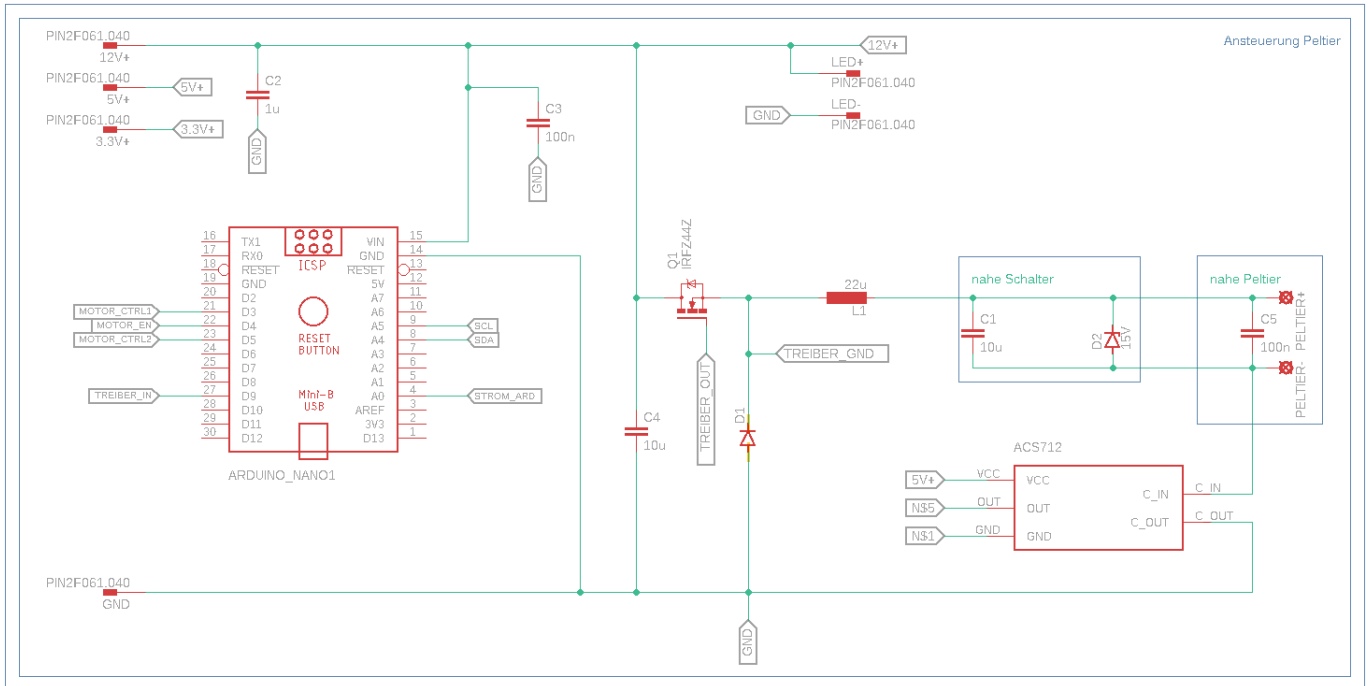 Ansteuerung Peltier
PIN2F061.040
12V+
PIN2F061.040
5V+
5V+
PIN2F061.040
3.3V+
3.3V+
C2
1u
GND
C3
100n
GND
12V+
LED+
PIN2F061.040
LED-
GND
PIN2F061.040
16 TX1 VIN 15
17 RX0 GND 14
18 RESET RESET 13
19 GND 5V 12
20 D2 A7 11
21 D3 A6 10
22 D4 A5 9
23 D5 A4 8
24 D6 A3 7
25 D7 A2 6
26 D8 A1 5
27 D9 A0 4
28 D10 AREF 3
29 D11 3V3 2
30 D12 D13 1
ICSP
RESET
BUTTON
Mini-B
USB
ARDUINO_NANO1
MOTOR_CTRL1
MOTOR_EN
MOTOR_CTRL2
TREIBER_IN
SCL
SDA
STROM_ARD
Q1
IRFZ44Z
TREIBER_OUT
TREIBER_GND
C4
10u
D1
22u
L1
nahe Schalter
C1
10u
D2
15V
nahe Peltier
C5
100n
PELTIER+
PELTIER-
ACS712
5V+ VCC VCC
N$5 OUT OUT
N$1 GND GND
C_IN C_IN
C_OUT C_OUT
PIN2F061.040
GND
GND